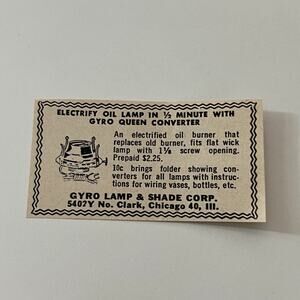 ELECTRIFY OIL LAMP IN ½ MINUTE WITH
GYRO QUEEN CONVERTER
An electrified oil burner that
replaces old burner, fits flat wick
lamp with 1⅛ screw opening.
Prepaid $2.25.
10c brings folder showing con-
verters for all lamps with instruc-
tions for wiring vases, bottles, etc.
GYRO LAMP & SHADE CORP.
5407Y No. Clark, Chicago 40, Ill.